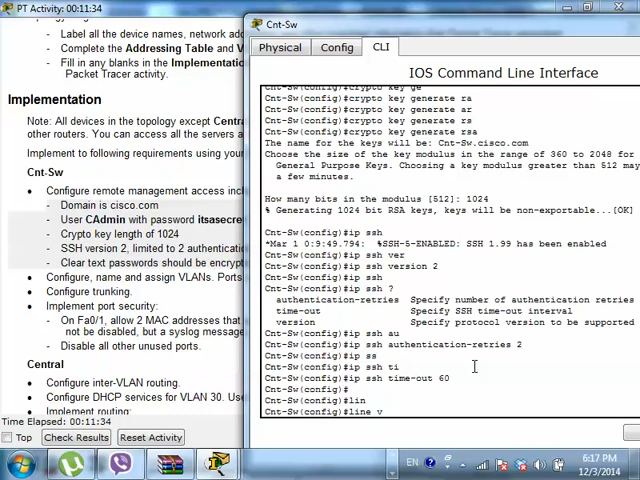 PT Activity: 00:11:34
Label all the device names, network add
Complete the Addressing Table and V
Fill in any blanks in the Implementation
Packet Tracer activity.
Implementation
Note: All devices in the topology except Centra
other routers. You can access all the servers a
Implement to following requirements using your
Cnt-Sw
Configure remote management access incl
- Domain is cisco.com
- User CAdmin with password itsasecre
- Crypto key length of 1024
- SSH version 2, limited to 2 authenticatio
- Clear text passwords should be encrypt
Configure, name and assign VLANs. Ports
Configure trunking.
Implement port security:
- On Fa0/1, allow 2 MAC addresses that
not be disabled, but a syslog message
- Disable all other unused ports.
Central
Configure inter-VLAN routing.
Configure DHCP services for VLAN 30. Use
Implement routing:
Time Elapsed: 00:11:34
Top
Check Results
Reset Activity
Cnt-Sw
Physical
Config
CLI
IOS Command Line Interface
Cnt-Sw(config)#crypto key ge
Cnt-Sw(config)#crypto key generate ra
Cnt-Sw(config)#crypto key generate ar
Cnt-Sw(config)#crypto key generate rs
Cnt-Sw(config)#crypto key generate rsa
The name for the keys will be: Cnt-Sw.cisco.com
Choose the size of the key modulus in the range of 360 to 2048 for
General Purpose Keys. Choosing a key modulus greater than 512 may
a few minutes.
How many bits in the modulus [512]: 1024
% Generating 1024 bit RSA keys, keys will be non-exportable...[OK]
Cnt-Sw(config)#ip ssh
*Mar 1 0:9:49.794: %SSH-5-ENABLED: SSH 1.99 has been enabled
Cnt-Sw(config)#ip ssh ver
Cnt-Sw(config)#ip ssh version 2
Cnt-Sw(config)#ip ssh
Cnt-Sw(config)#ip ssh ?
authentication-retries Specify number of authentication retries
time-out Specify SSH time-out interval
version Specify protocol version to be supported
Cnt-Sw(config)#ip ssh au
Cnt-Sw(config)#ip ssh authentication-retries 2
Cnt-Sw(config)#ip ss
Cnt-Sw(config)#ip ssh ti
Cnt-Sw(config)#ip ssh time-out 60
Cnt-Sw(config)#
Cnt-Sw(config)#lin
Cnt-Sw(config)#line v
EN
6:17 PM
12/3/2014